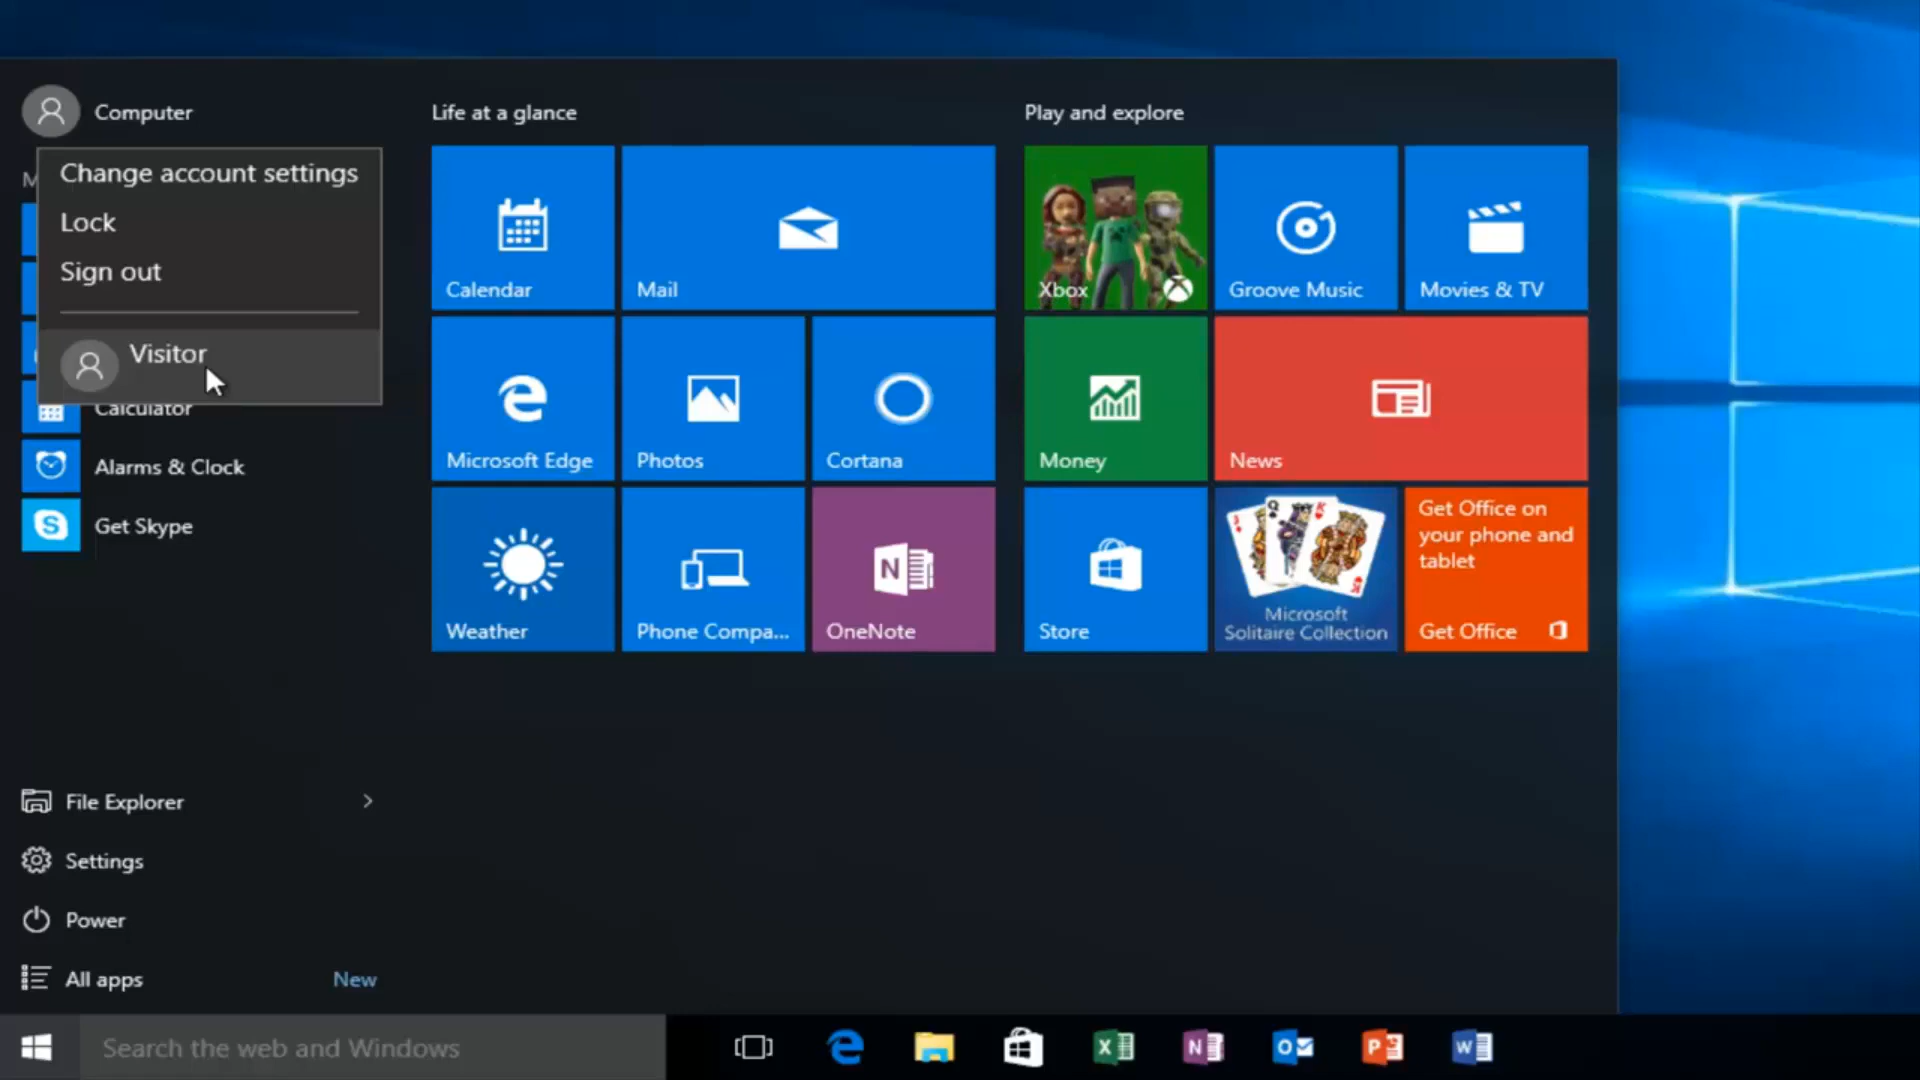 Computer
Change account settings
Lock
Sign out
Visitor
Calculator
Alarms & Clock
Get Skype
File Explorer
Settings
Power
All apps
New
Life at a glance
Calendar
Mail
Microsoft Edge
Photos
Cortana
Weather
Phone Compa...
OneNote
Play and explore
Xbox
Groove Music
Movies & TV
Money
News
Store
Microsoft
Solitaire Collection
Get Office on
your phone and
tablet
Get Office
Search the web and Windows